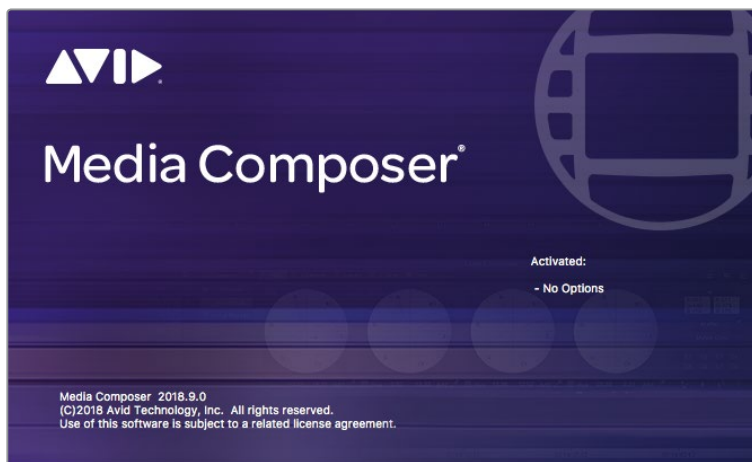 AVID
Media Composer®
Activated:
- No Options
Media Composer 2018.9.0
(C)2018 Avid Technology, Inc. All rights reserved.
Use of this software is subject to a related license agreement.